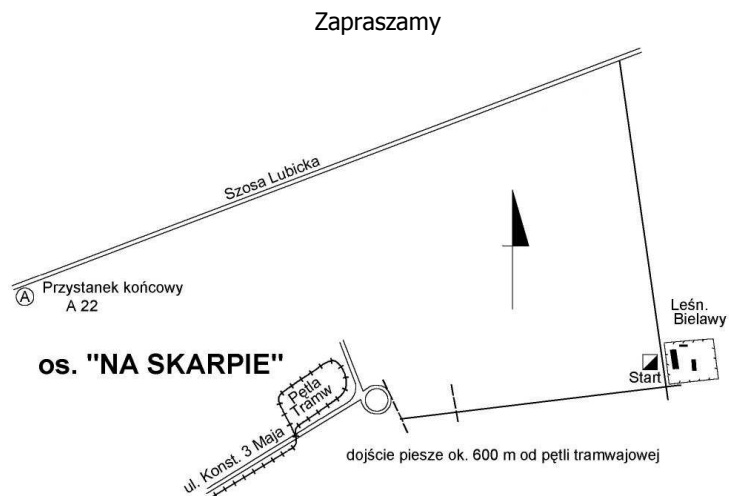 Zapraszamy
Szosa Lubicka
A
Przystanek końcowy
A 22
Leśn.
Bielawy
os. "NA SKARPIE"
Start
Pętla
Tramw
ul. Konst. 3 Maja
dojście piesze ok. 600 m od pętli tramwajowej